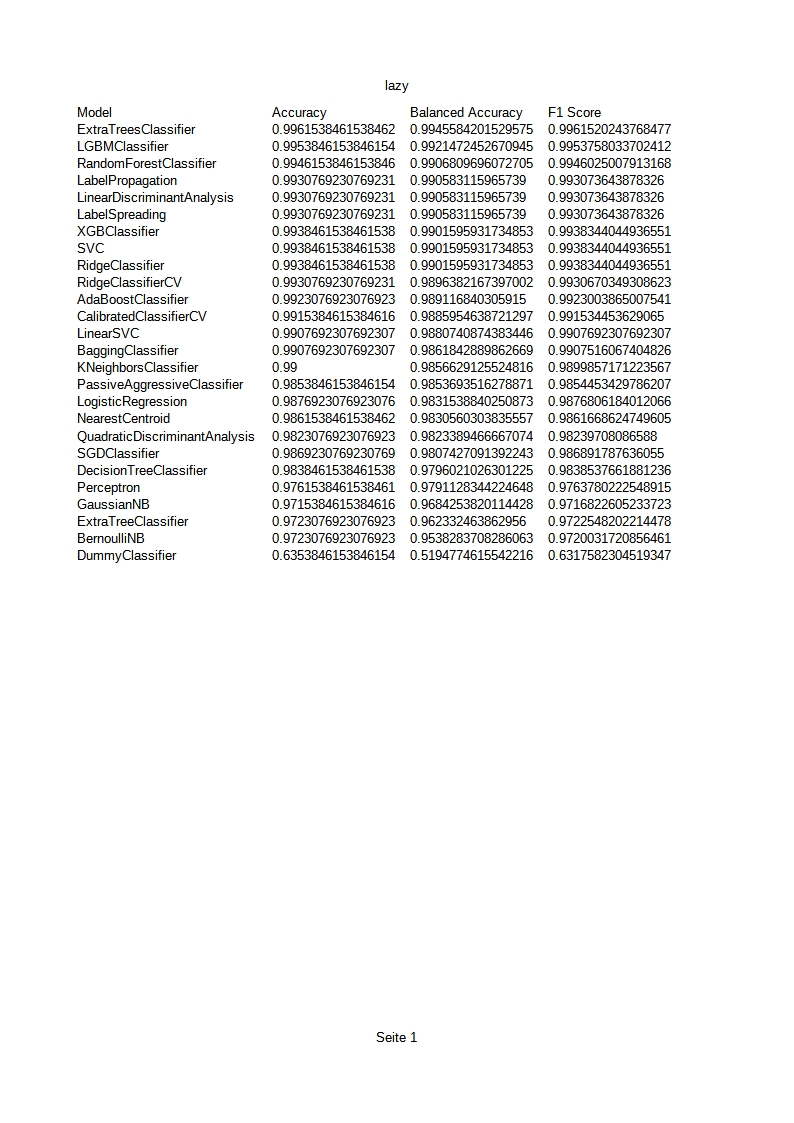 lazy
Model Accuracy Balanced Accuracy F1 Score
ExtraTreesClassifier 0.9961538461538462 0.9945584201529575 0.9961520243768477
LGBMClassifier 0.9953846153846154 0.9921472452670945 0.9953758033702412
RandomForestClassifier 0.9946153846153846 0.9906809696072705 0.9946025007913168
LabelPropagation 0.9930769230769231 0.990583115965739 0.993073643878326
LinearDiscriminantAnalysis 0.9930769230769231 0.990583115965739 0.993073643878326
LabelSpreading 0.9930769230769231 0.990583115965739 0.993073643878326
XGBClassifier 0.9938461538461538 0.9901595931734853 0.9938344044936551
SVC 0.9938461538461538 0.9901595931734853 0.9938344044936551
RidgeClassifier 0.9938461538461538 0.9901595931734853 0.9938344044936551
RidgeClassifierCV 0.9930769230769231 0.9896382167397002 0.9930670349308623
AdaBoostClassifier 0.9923076923076923 0.989116840305915 0.9923003865007541
CalibratedClassifierCV 0.9915384615384616 0.9885954638721297 0.991534453629065
LinearSVC 0.9907692307692307 0.9880740874383446 0.9907692307692307
BaggingClassifier 0.9907692307692307 0.9861842889862669 0.9907516067404826
KNeighborsClassifier 0.99 0.9856629125524816 0.9899857171223567
PassiveAggressiveClassifier 0.9853846153846154 0.9853693516278871 0.9854453429786207
LogisticRegression 0.9876923076923076 0.9831538840250873 0.9876806184012066
NearestCentroid 0.9861538461538462 0.9830560303835557 0.9861668624749605
QuadraticDiscriminantAnalysis 0.9823076923076923 0.9823389466667074 0.98239708086588
SGDClassifier 0.9869230769230769 0.9807427091392243 0.986891787636055
DecisionTreeClassifier 0.9838461538461538 0.9796021026301225 0.9838537661881236
Perceptron 0.9761538461538461 0.9791128344224648 0.9763780222548915
GaussianNB 0.9715384615384616 0.9684253820114428 0.9716822605233723
ExtraTreeClassifier 0.9723076923076923 0.962332463862956 0.9722548202214478
BernoulliNB 0.9723076923076923 0.9538283708286063 0.9720031720856461
DummyClassifier 0.6353846153846154 0.5194774615542216 0.6317582304519347
Seite 1